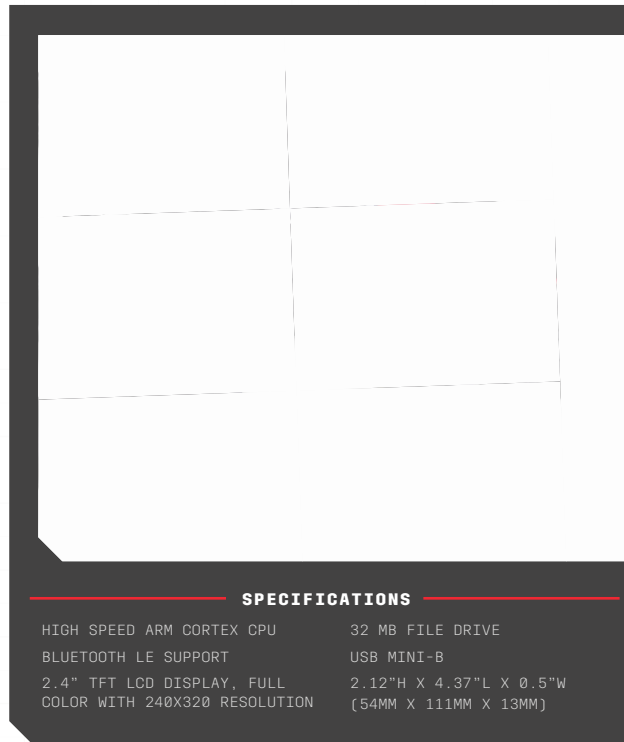 SPECIFICATIONS
HIGH SPEED ARM CORTEX CPU
BLUETOOTH LE SUPPORT
2.4” TFT LCD DISPLAY, FULL
COLOR WITH 240X320 RESOLUTION
32 MB FILE DRIVE
USB MINI-B
2.12”H X 4.37”L X 0.5”W
(54MM X 111MM X 13MM)